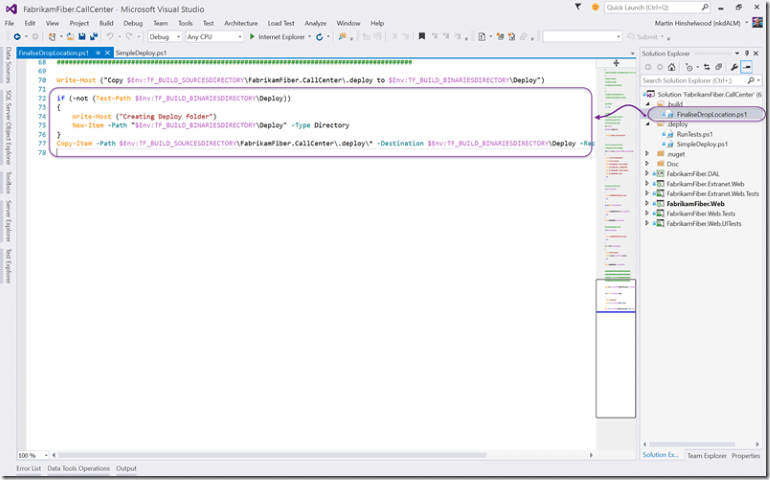 FabrikamFiber.CallCenter - Microsoft Visual Studio
Quick Launch (Ctrl+Q)
File Edit View Project Debug Team Tools Test Architecture Analyze Window Help
Martin Hinshelwood (nkdALM)
Internet Explorer
Debug
Any CPU
Submit
FinaliseDropLocation.ps1
SimpleDeploy.ps1
68
69
70 Write-Host ("Copy $Env:TF_BUILD_SOURCESDIRECTORY\FabrikamFiber.CallCenter\.deploy to $Env:TF_BUILD_BINARIESDIRECTORY\Deploy")
71
72 if (-not (Test-Path $Env:TF_BUILD_BINARIESDIRECTORY\Deploy))
73 {
74 Write-Host ("Creating Deploy folder")
75 New-Item -Path "$Env:TF_BUILD_BINARIESDIRECTORY\Deploy" -Type Directory
76 }
77 Copy-Item -Path $Env:TF_BUILD_SOURCESDIRECTORY\FabrikamFiber.CallCenter\.deploy\* -Destination $Env:TF_BUILD_BINARIESDIRECTORY\Deploy -Rec
78
100 %
Error List Data Tools Operations Output
Data Sources
SQL Server Object Explorer
Toolbox
Server Explorer
Test Explorer
Solution Explorer
Search Solution Explorer (Ctrl+;)
Solution 'FabrikamFiber.CallCenter' (6
.build
FinaliseDropLocation.ps1
.deploy
RunTests.ps1
SimpleDeploy.ps1
.nuget
Doc
FabrikamFiber.DAL
FabrikamFiber.Extranet.Web
FabrikamFiber.Extranet.Web.Tests
FabrikamFiber.Web
FabrikamFiber.Web.Tests
FabrikamFiber.Web.UITests
Solution Ex... Team Explorer Properties